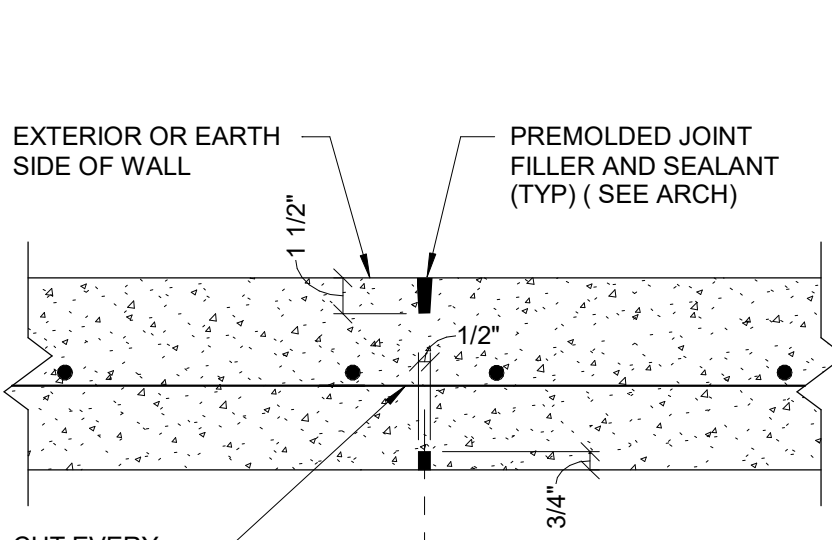 EXTERIOR OR EARTH
SIDE OF WALL
PREMOLDED JOINT
FILLER AND SEALANT
(TYP) ( SEE ARCH)
1 1/2"
1/2"
3/4"
CUT EVERY